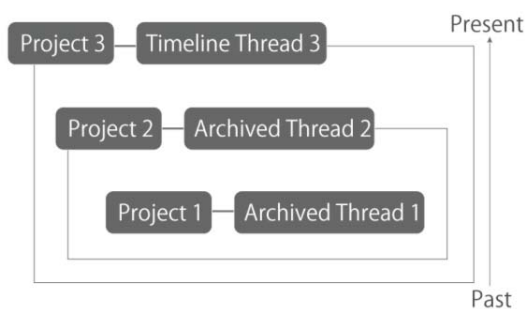 Present
Project 3 Timeline Thread 3
Project 2 Archived Thread 2
Project 1 Archived Thread 1
Past